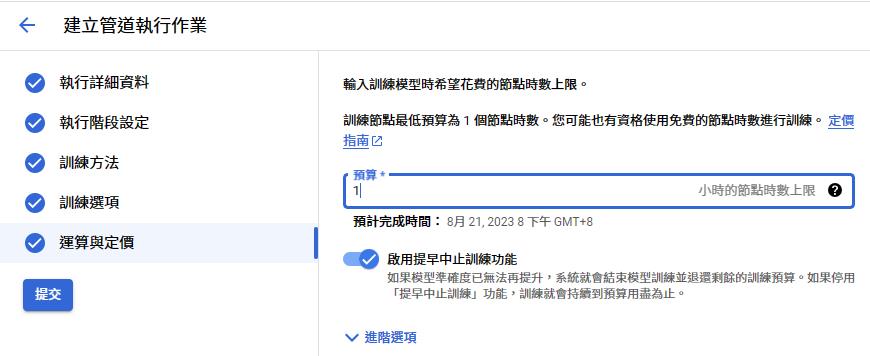 建立管道執行作業
執行詳細資料
執行階段設定
訓練方法
訓練選項
運算與定價
提交
輸入訓練模型時希望花費的節點時數上限。
訓練節點最低預算為 1 個節點時數。您可能也有資格使用免費的節點時數進行訓練。 定價
指南
預算 *
1 小時的節點時數上限
預計完成時間： 8月 21, 2023 8 下午 GMT+8
啟用提早中止訓練功能
如果模型準確度已無法再提升，系統就會結束模型訓練並退還剩餘的訓練預算。如果停用
「提早中止訓練」功能，訓練就會持續到預算用盡為止。
進階選項